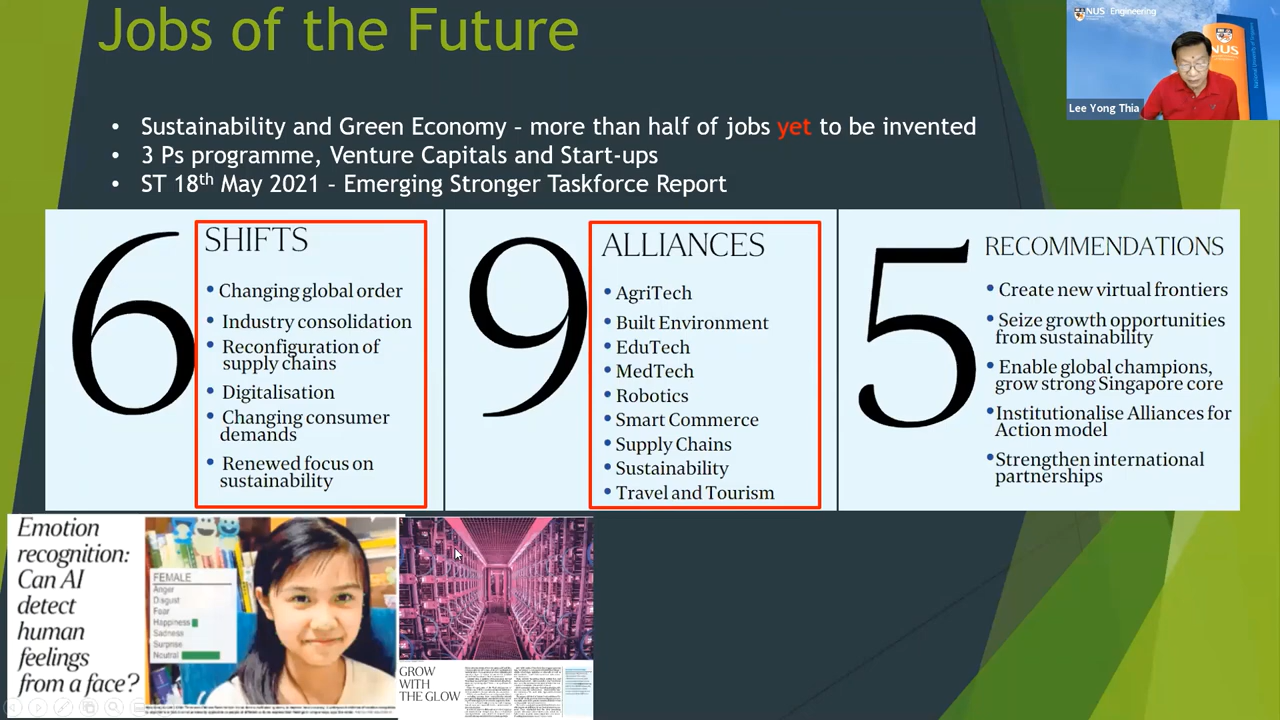 Jobs of the Future
NUS Engineering
NUS
National University of Singapore
Lee Yong Thia
• Sustainability and Green Economy – more than half of jobs yet to be invented
• 3 Ps programme, Venture Capitals and Start-ups
• ST 18th May 2021 – Emerging Stronger Taskforce Report
6
SHIFTS
• Changing global order
• Industry consolidation
• Reconfiguration of
supply chains
• Digitalisation
• Changing consumer
demands
• Renewed focus on
sustainability
9
ALLIANCES
• AgriTech
• Built Environment
• EduTech
• MedTech
• Robotics
• Smart Commerce
• Supply Chains
• Sustainability
• Travel and Tourism
5
RECOMMENDATIONS
• Create new virtual frontiers
• Seize growth opportunities
from sustainability
• Enable global champions,
grow strong Singapore core
• Institutionalise Alliances for
Action model
• Strengthen international
partnerships
Emotion
recognition:
Can AI
detect
human
feelings
from a face?
FEMALE
Anger
Disgust
Fear
Happiness
Sadness
Surprise
Neutral
GROW
WITH
THE GLOW